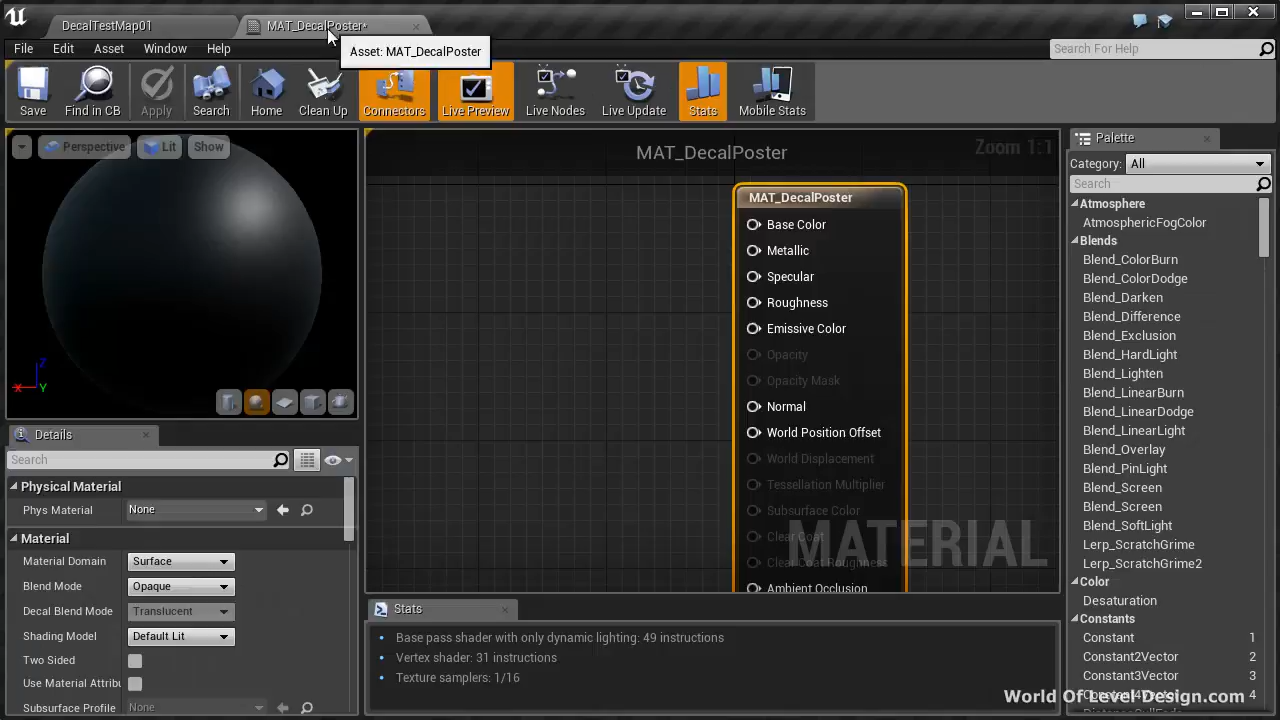 DecalTestMap01
MAT_DecalPoster*
File Edit Asset Window Help
Asset: MAT_DecalPoster
Search For Help
Save
Find in CB
Apply
Search
Home
Clean Up
Connectors
Live Preview
Live Nodes
Live Update
Stats
Mobile Stats
Perspective
Lit
Show
Z
X
Y
MAT_DecalPoster
Zoom 1:1
MAT_DecalPoster
Base Color
Metallic
Specular
Roughness
Emissive Color
Opacity
Opacity Mask
Normal
World Position Offset
World Displacement
Tessellation Multiplier
Subsurface Color
Clear Coat
Clear Coat Roughness
Ambient Occlusion
MATERIAL
Details
Search
Physical Material
Phys Material None
Material
Material Domain Surface
Blend Mode Opaque
Decal Blend Mode Translucent
Shading Model Default Lit
Two Sided
Use Material Attribu
Subsurface Profile None
Stats
• Base pass shader with only dynamic lighting: 49 instructions
• Vertex shader: 31 instructions
• Texture samplers: 1/16
Palette
Category: All
Search
Atmosphere
AtmosphericFogColor
Blends
Blend_ColorBurn
Blend_ColorDodge
Blend_Darken
Blend_Difference
Blend_Exclusion
Blend_HardLight
Blend_Lighten
Blend_LinearBurn
Blend_LinearDodge
Blend_LinearLight
Blend_Overlay
Blend_PinLight
Blend_Screen
Blend_Screen
Blend_SoftLight
Lerp_ScratchGrime
Lerp_ScratchGrime2
Color
Desaturation
Constants
Constant 1
Constant2Vector 2
Constant3Vector 3
World Of Level Design.com